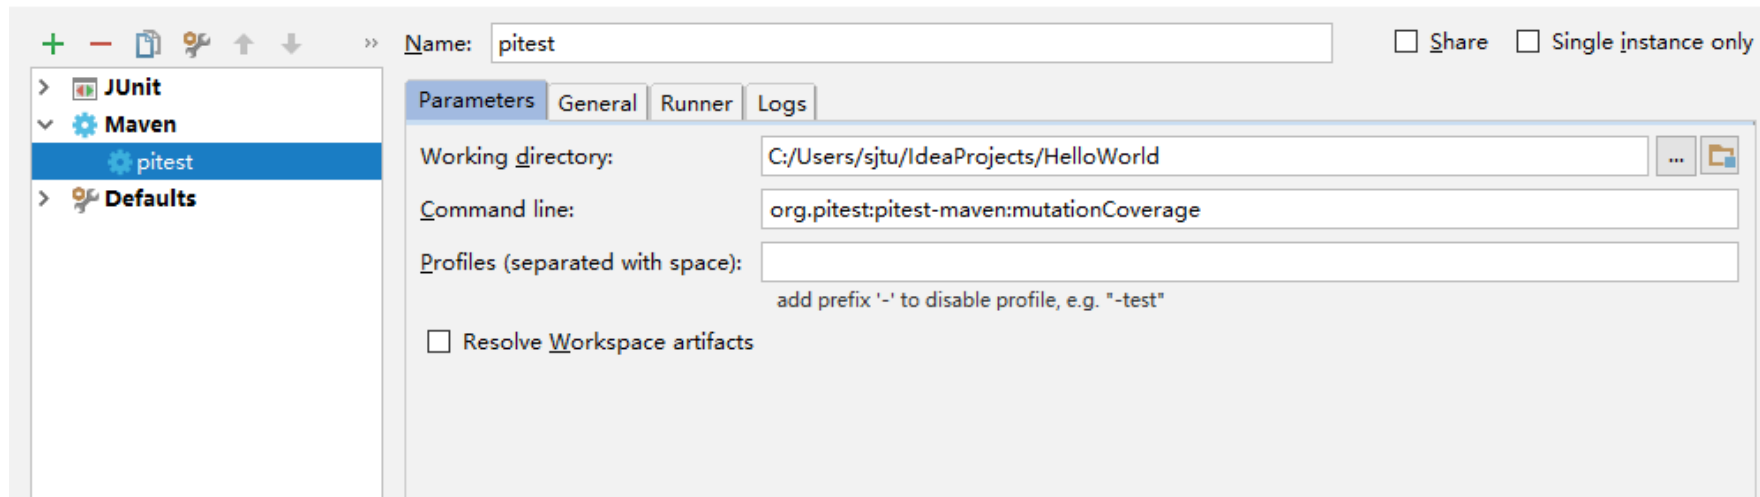 Name: pitest Share Single instance only
JUnit
Maven
pitest
Defaults
Parameters General Runner Logs
Working directory: C:/Users/sjtu/IdeaProjects/HelloWorld ...
Command line: org.pitest:pitest-maven:mutationCoverage
Profiles (separated with space):
add prefix '-' to disable profile, e.g. "-test"
Resolve Workspace artifacts